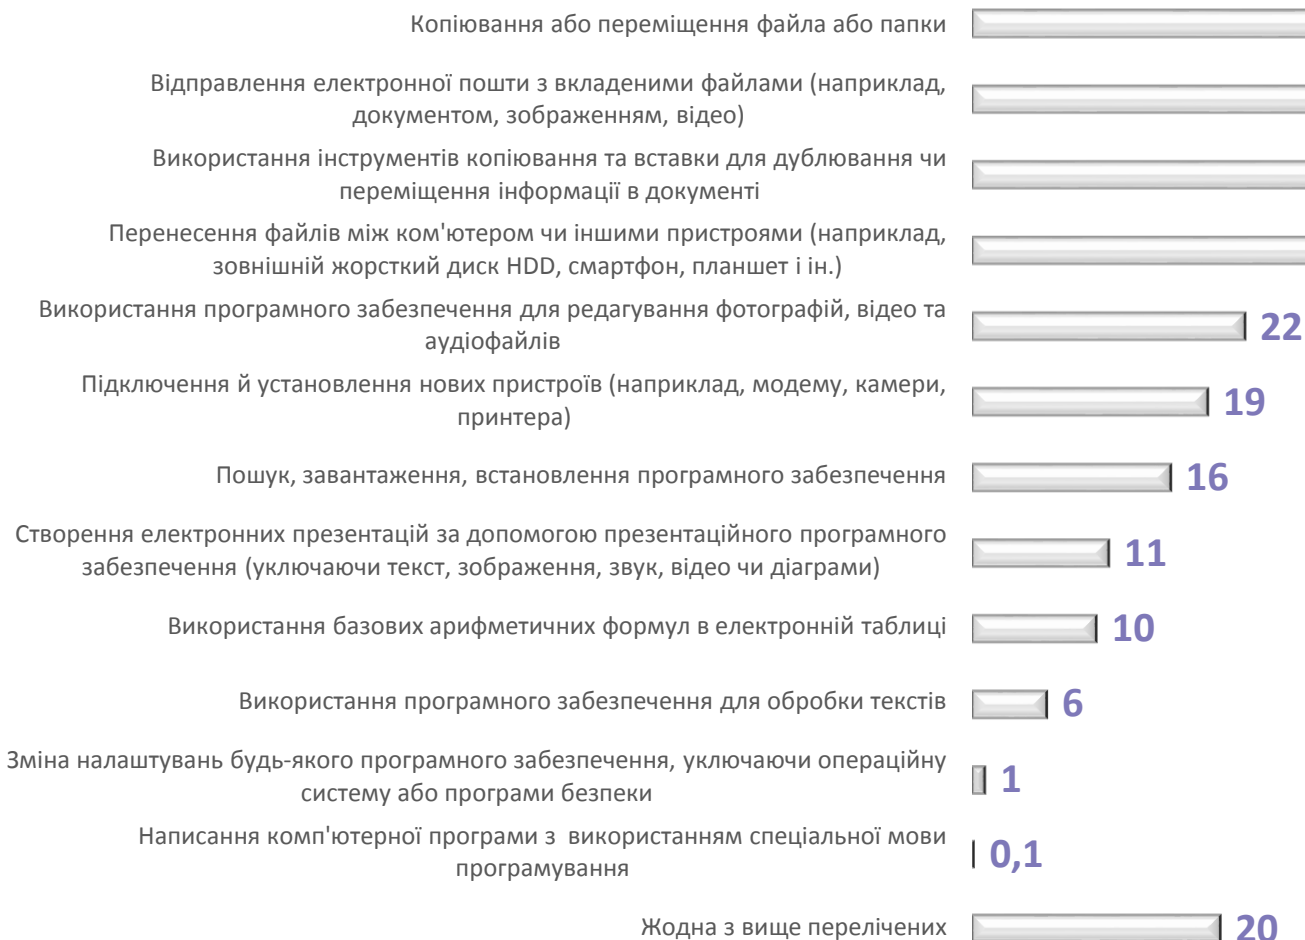 Копіювання або переміщення файла або папки
Відправлення електронної пошти з вкладеними файлами (наприклад,
документом, зображенням, відео)
Використання інструментів копіювання та вставки для дублювання чи
переміщення інформації в документі
Перенесення файлів між ком'ютером чи іншими пристроями (наприклад,
зовнішній жорсткий диск HDD, смартфон, планшет і ін.)
Використання програмного забезпечення для редагування фотографій, відео та
аудіофайлів
22
Підключення й установлення нових пристроїв (наприклад, модему, камери,
принтера)
19
Пошук, завантаження, встановлення програмного забезпечення
16
Створення електронних презентацій за допомогою презентаційного програмного
забезпечення (уключаючи текст, зображення, звук, відео чи діаграми)
11
Використання базових арифметичних формул в електронній таблиці
10
Використання програмного забезпечення для обробки текстів
6
Зміна налаштувань будь-якого програмного забезпечення, уключаючи операційну
систему або програми безпеки
1
Написання комп'ютерної програми з  використанням спеціальної мови
програмування
0,1
Жодна з вище перелічених
20